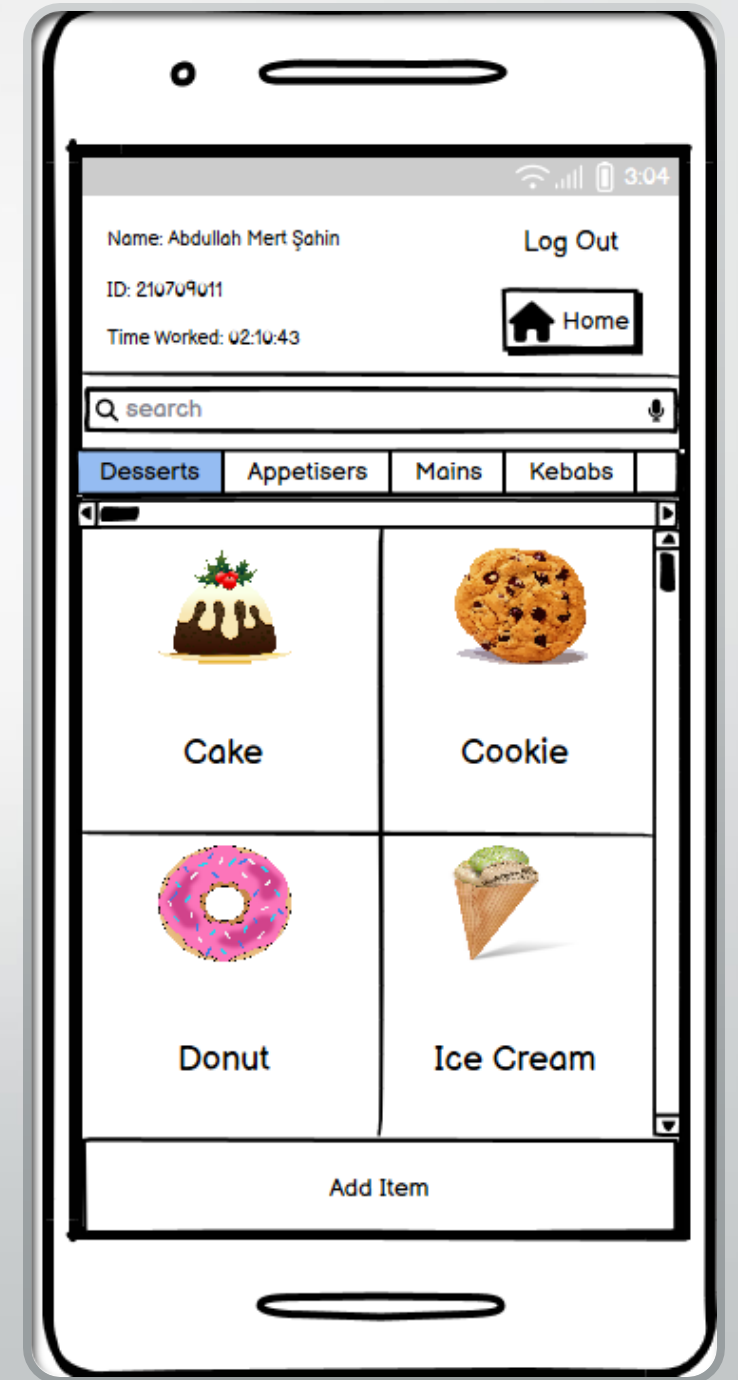 3:04
Name: Abdullah Mert Şahin
Log Out
ID: 210709011
Home
Time Worked: 02:10:43
search
Desserts Appetisers Mains Kebabs
Cake Cookie
Donut Ice Cream
Add Item